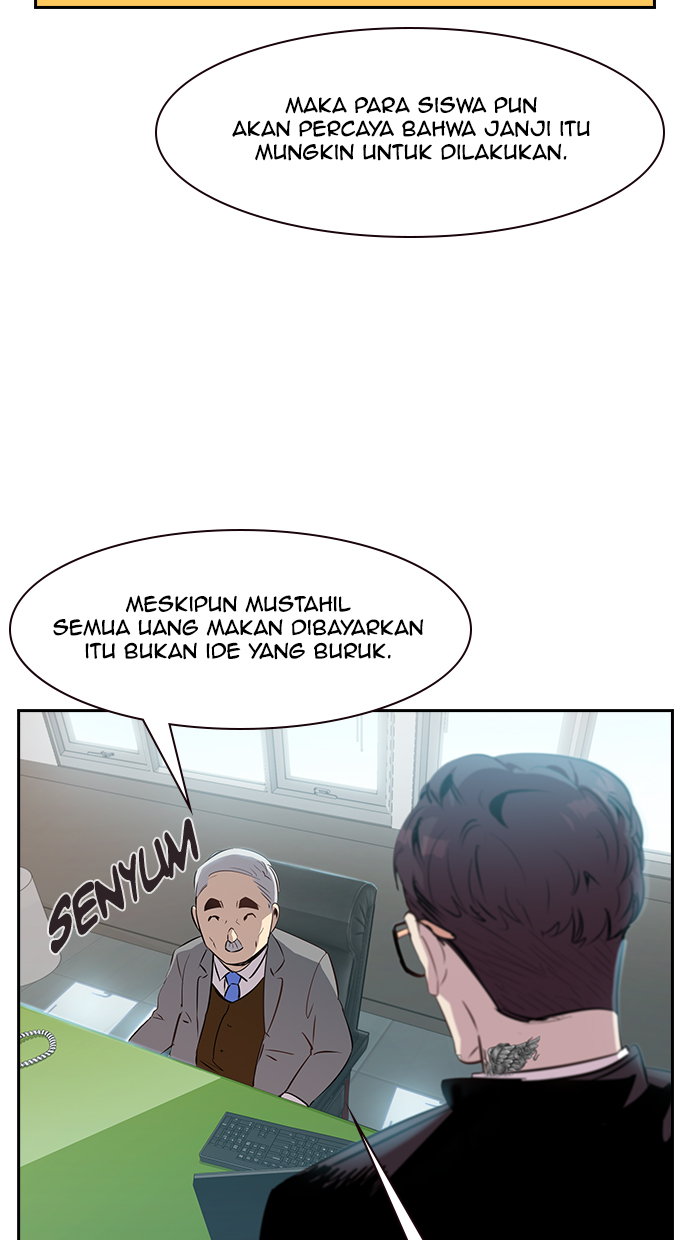 MAKA PARA SISWA PUN
AKAN PERCAYA BAHWA JANJI ITU
MUNGKIN UNTUK DILAKUKAN.
MESKIPUN MUSTAHIL
SEMUA UANG MAKAN DIBAYARKAN
ITU BUKAN IDE YANG BURUK.
SENYUM